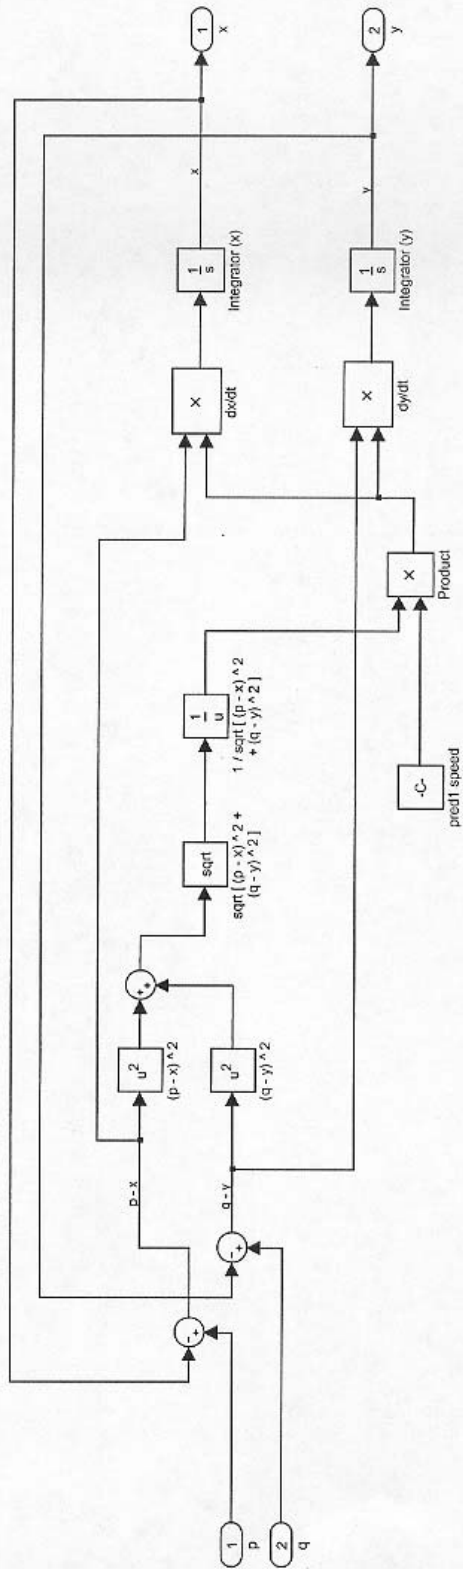 1
p
2
q
-
+
-
+
p - x
q - y
u²
(p - x) ^ 2
u²
(q - y) ^ 2
+
+
sqrt
sqrt [ (p - x) ^ 2 +
(q - y) ^ 2 ]
1
u
1 / sqrt [ (p - x) ^ 2
+ (q - y) ^ 2 ]
-C-
pred1 speed
×
Product
×
dx/dt
×
dy/dt
1
s
Integrator (x)
1
s
Integrator (y)
x
y
1
x
2
y